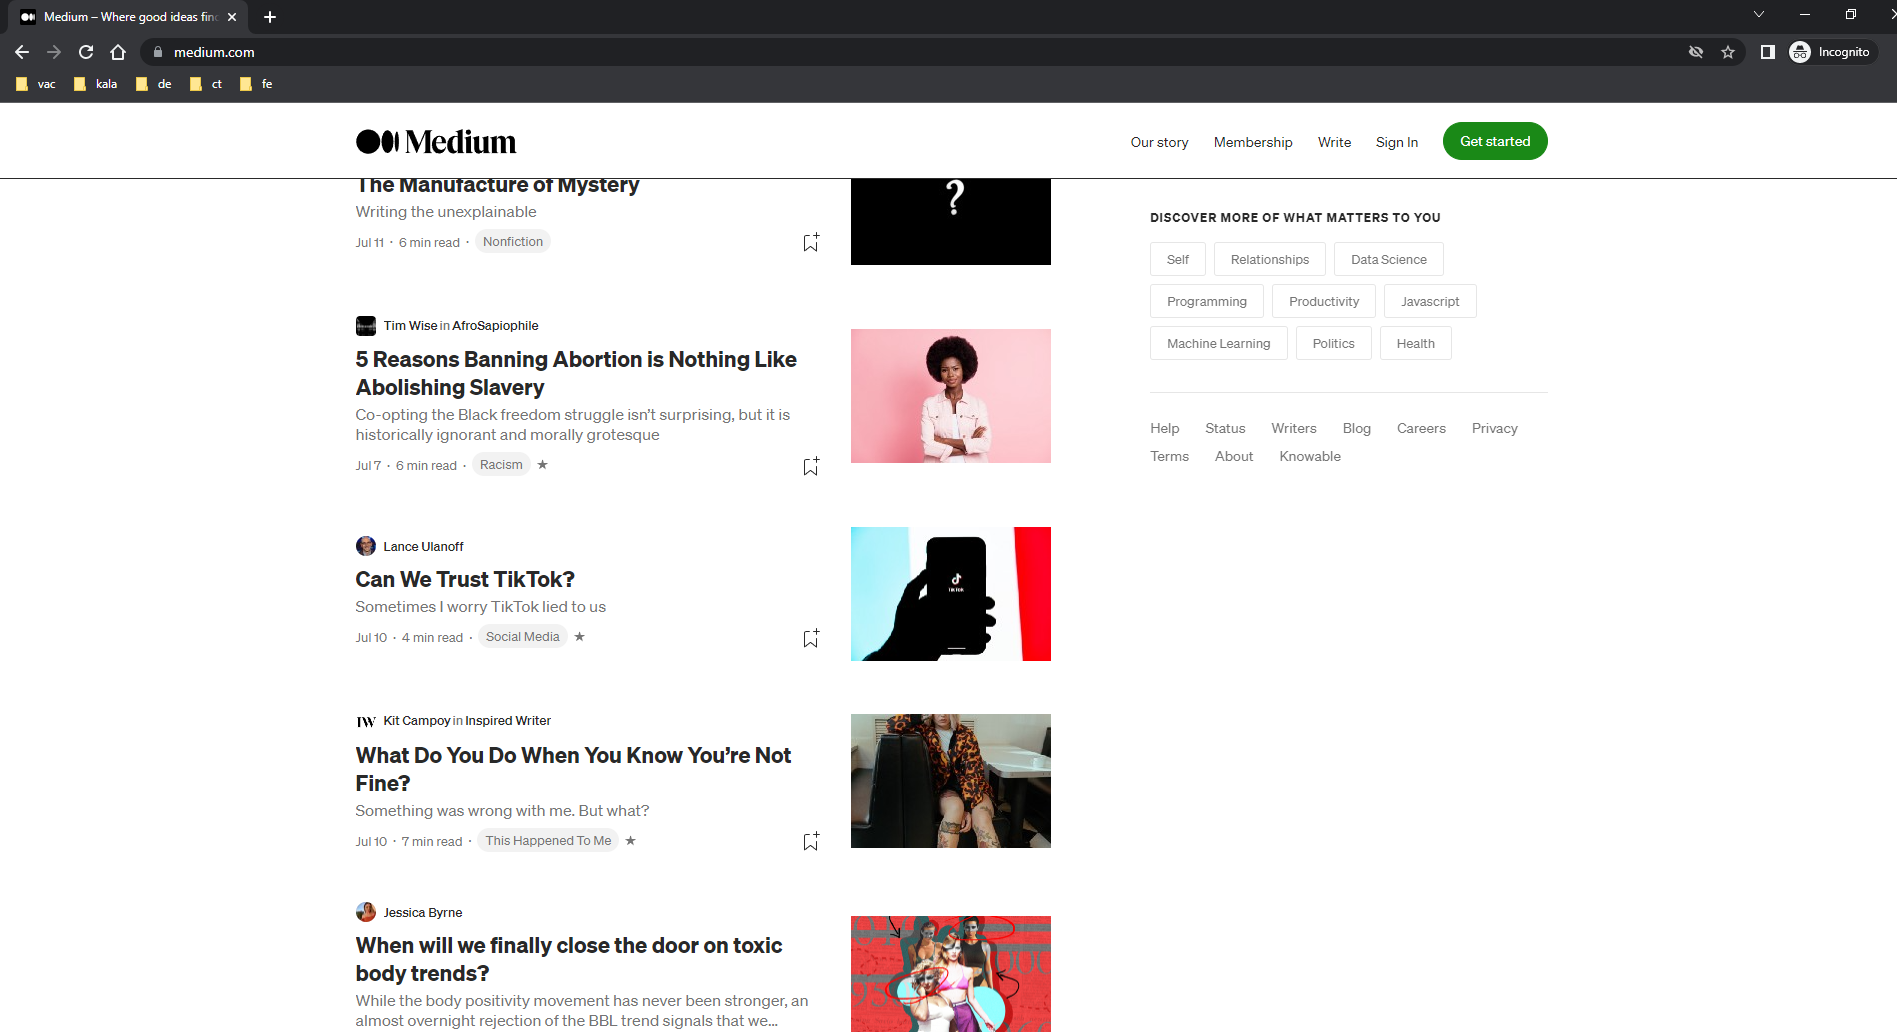 Medium – Where good ideas fin
medium.com
Incognito
vac
kala
de
ct
fe
Medium
Our story
Membership
Write
Sign In
Get started
The Manufacture of Mystery
Writing the unexplainable
Jul 11 · 6 min read · Nonfiction
?
Tim Wise in AfroSapiophile
5 Reasons Banning Abortion is Nothing Like
Abolishing Slavery
Co-opting the Black freedom struggle isn’t surprising, but it is
historically ignorant and morally grotesque
Jul 7 · 6 min read · Racism
Lance Ulanoff
Can We Trust TikTok?
Sometimes I worry TikTok lied to us
Jul 10 · 4 min read · Social Media
TikTok
IW Kit Campoy in Inspired Writer
What Do You Do When You Know You’re Not
Fine?
Something was wrong with me. But what?
Jul 10 · 7 min read · This Happened To Me
Jessica Byrne
When will we finally close the door on toxic
body trends?
While the body positivity movement has never been stronger, an
almost overnight rejection of the BBL trend signals that we...
DISCOVER MORE OF WHAT MATTERS TO YOU
Self
Relationships
Data Science
Programming
Productivity
Javascript
Machine Learning
Politics
Health
Help
Status
Writers
Blog
Careers
Privacy
Terms
About
Knowable